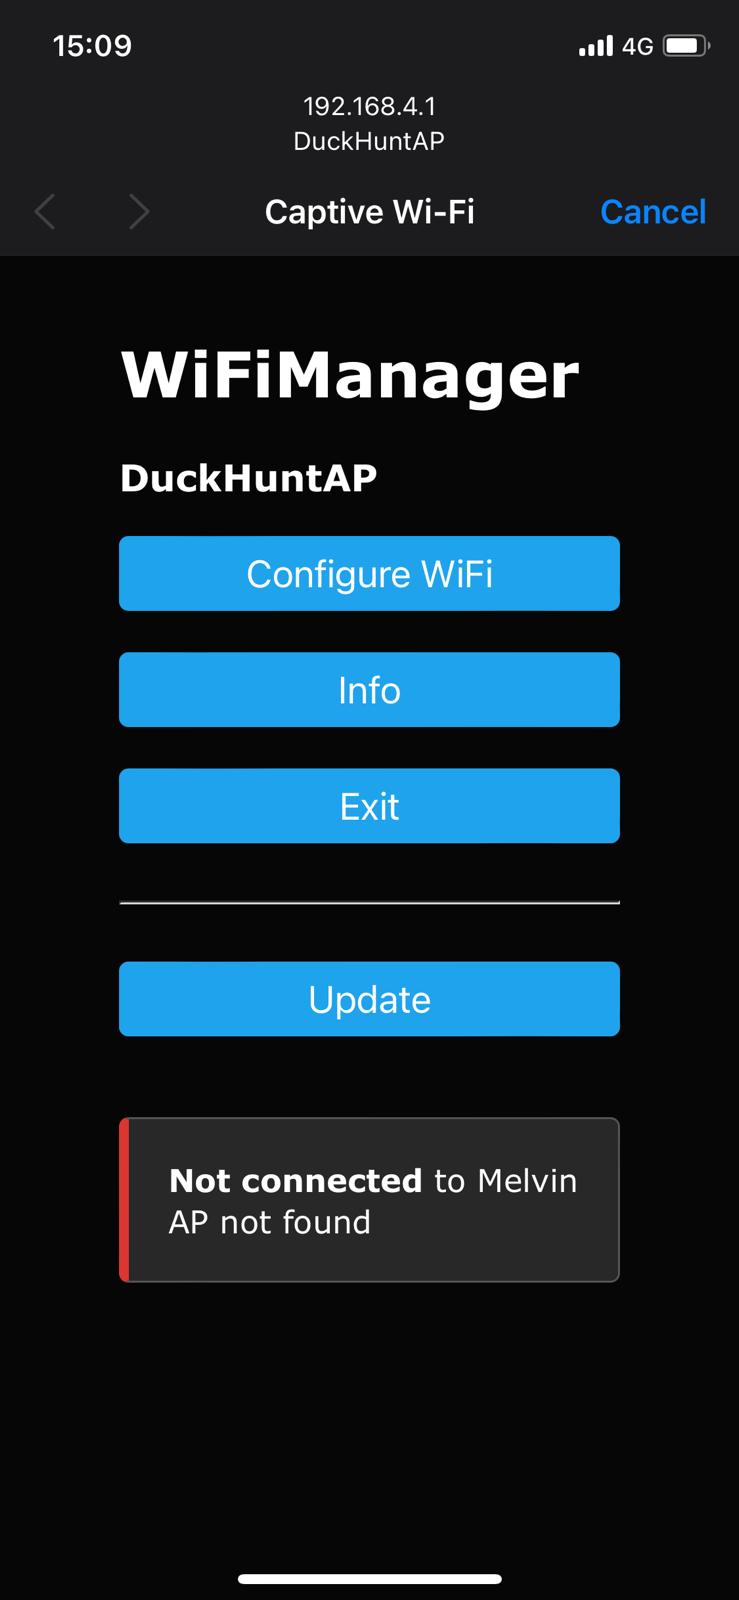 15:09
4G
192.168.4.1
DuckHuntAP
Captive Wi-Fi
Cancel
WiFiManager
DuckHuntAP
Configure WiFi
Info
Exit
Update
Not connected to Melvin
AP not found